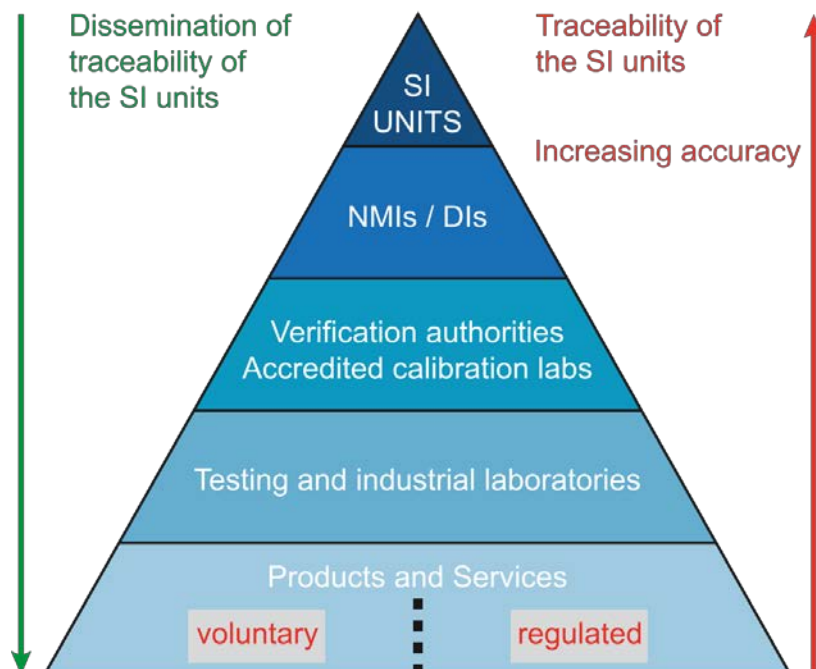 Dissemination of
traceability of
the SI units
Traceability of
the SI units
Increasing accuracy
SI
UNITS
NMIs / DIs
Verification authorities
Accredited calibration labs
Testing and industrial laboratories
Products and Services
voluntary
regulated